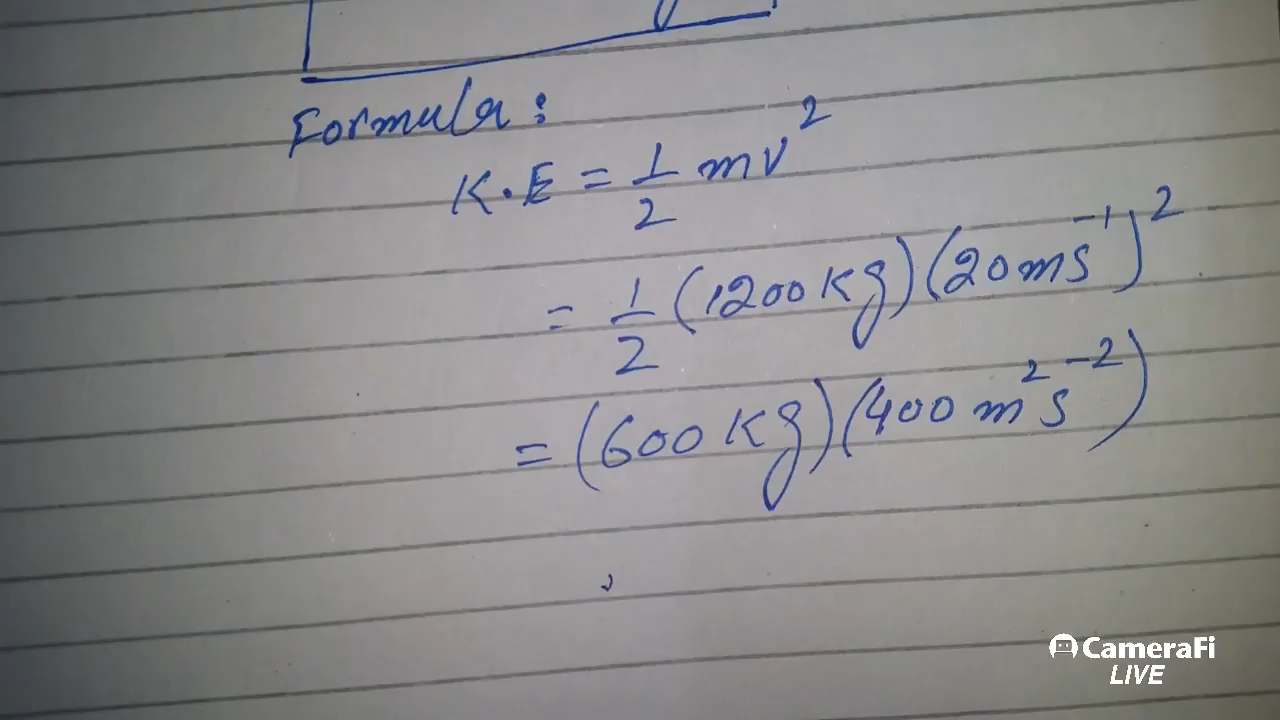 Formula:
K.E = 1/2 mv²
= 1/2 (1200 kg)(20 ms⁻¹)²
= (600 kg)(400 m²s⁻²)
CameraFi
LIVE